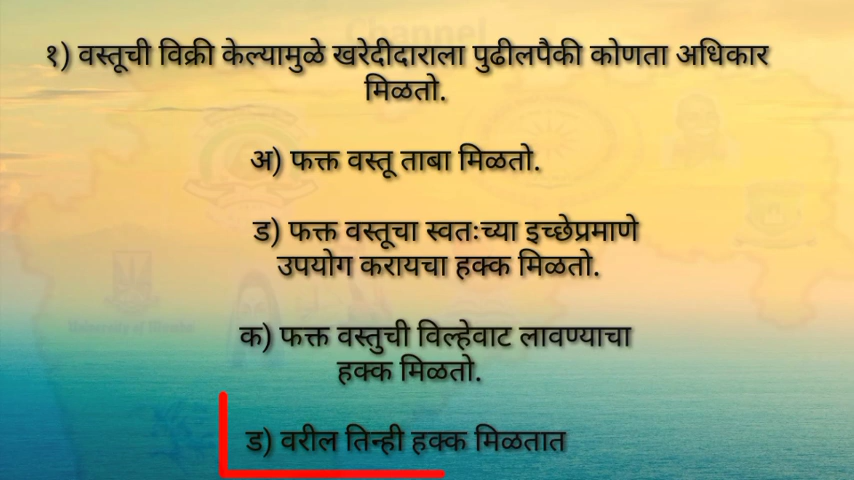 Channel
१) वस्तूची विक्री केल्यामुळे खरेदीदाराला पुढीलपैकी कोणता अधिकार
मिळतो.
अ) फक्त वस्तू ताबा मिळतो.
ड) फक्त वस्तूचा स्वतःच्या इच्छेप्रमाणे
उपयोग करायचा हक्क मिळतो.
क) फक्त वस्तुची विल्हेवाट लावण्याचा
हक्क मिळतो.
ड) वरील तिन्ही हक्क मिळतात